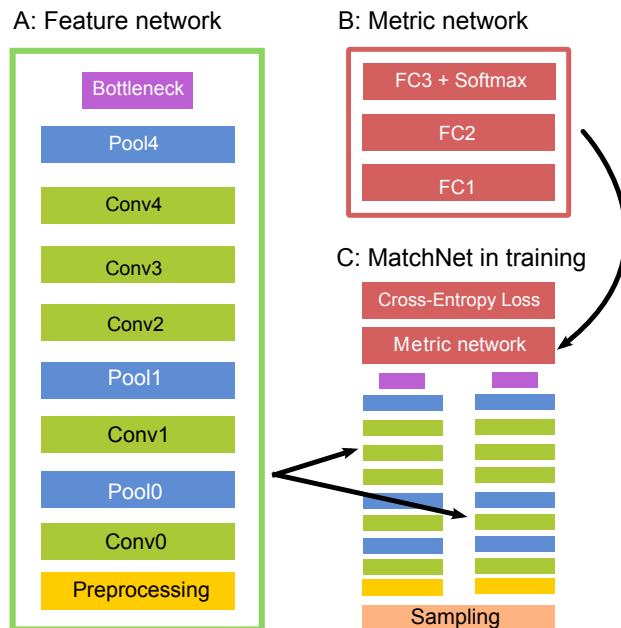 A: Feature network
Bottleneck
Pool4
Conv4
Conv3
Conv2
Pool1
Conv1
Pool0
Conv0
Preprocessing
B: Metric network
FC3 + Softmax
FC2
FC1
C: MatchNet in training
Cross-Entropy Loss
Metric network
Sampling